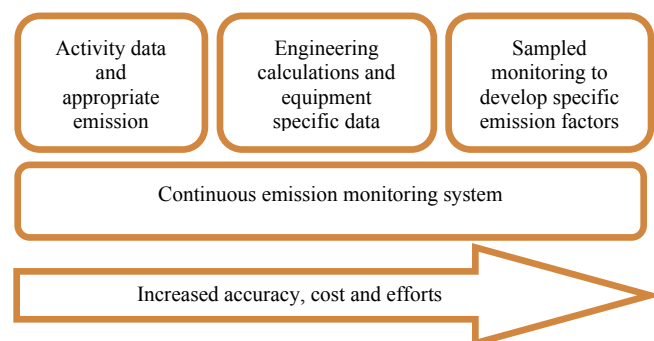 Activity data
and
appropriate
emission
Engineering
calculations and
equipment
specific data
Sampled
monitoring to
develop specific
emission factors
Continuous emission monitoring system
Increased accuracy, cost and efforts